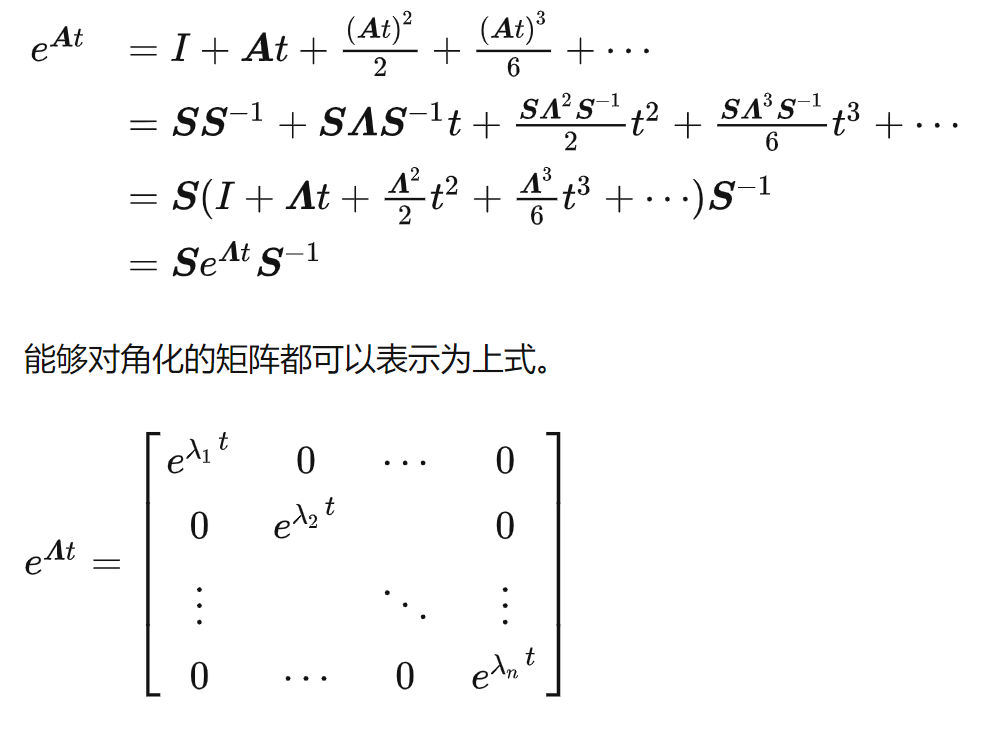 $e^{\boldsymbol{A}t} = I + \boldsymbol{A}t + \frac{(\boldsymbol{A}t)^2}{2} + \frac{(\boldsymbol{A}t)^3}{6} + \cdots$
$= \boldsymbol{S}\boldsymbol{S}^{-1} + \boldsymbol{S}\boldsymbol{\Lambda}\boldsymbol{S}^{-1}t + \frac{\boldsymbol{S}\boldsymbol{\Lambda}^2\boldsymbol{S}^{-1}}{2}t^2 + \frac{\boldsymbol{S}\boldsymbol{\Lambda}^3\boldsymbol{S}^{-1}}{6}t^3 + \cdots$
$= \boldsymbol{S}(I + \boldsymbol{\Lambda}t + \frac{\boldsymbol{\Lambda}^2}{2}t^2 + \frac{\boldsymbol{\Lambda}^3}{6}t^3 + \cdots)\boldsymbol{S}^{-1}$
$= \boldsymbol{S}e^{\boldsymbol{\Lambda}t}\boldsymbol{S}^{-1}$
能够对角化的矩阵都可以表示为上式。
$e^{\boldsymbol{\Lambda}t} = \begin{bmatrix} e^{\lambda_1 t} & 0 & \cdots & 0 \\ 0 & e^{\lambda_2 t} & & 0 \\ \vdots & & \ddots & \vdots \\ 0 & \cdots & 0 & e^{\lambda_n t} \end{bmatrix}$